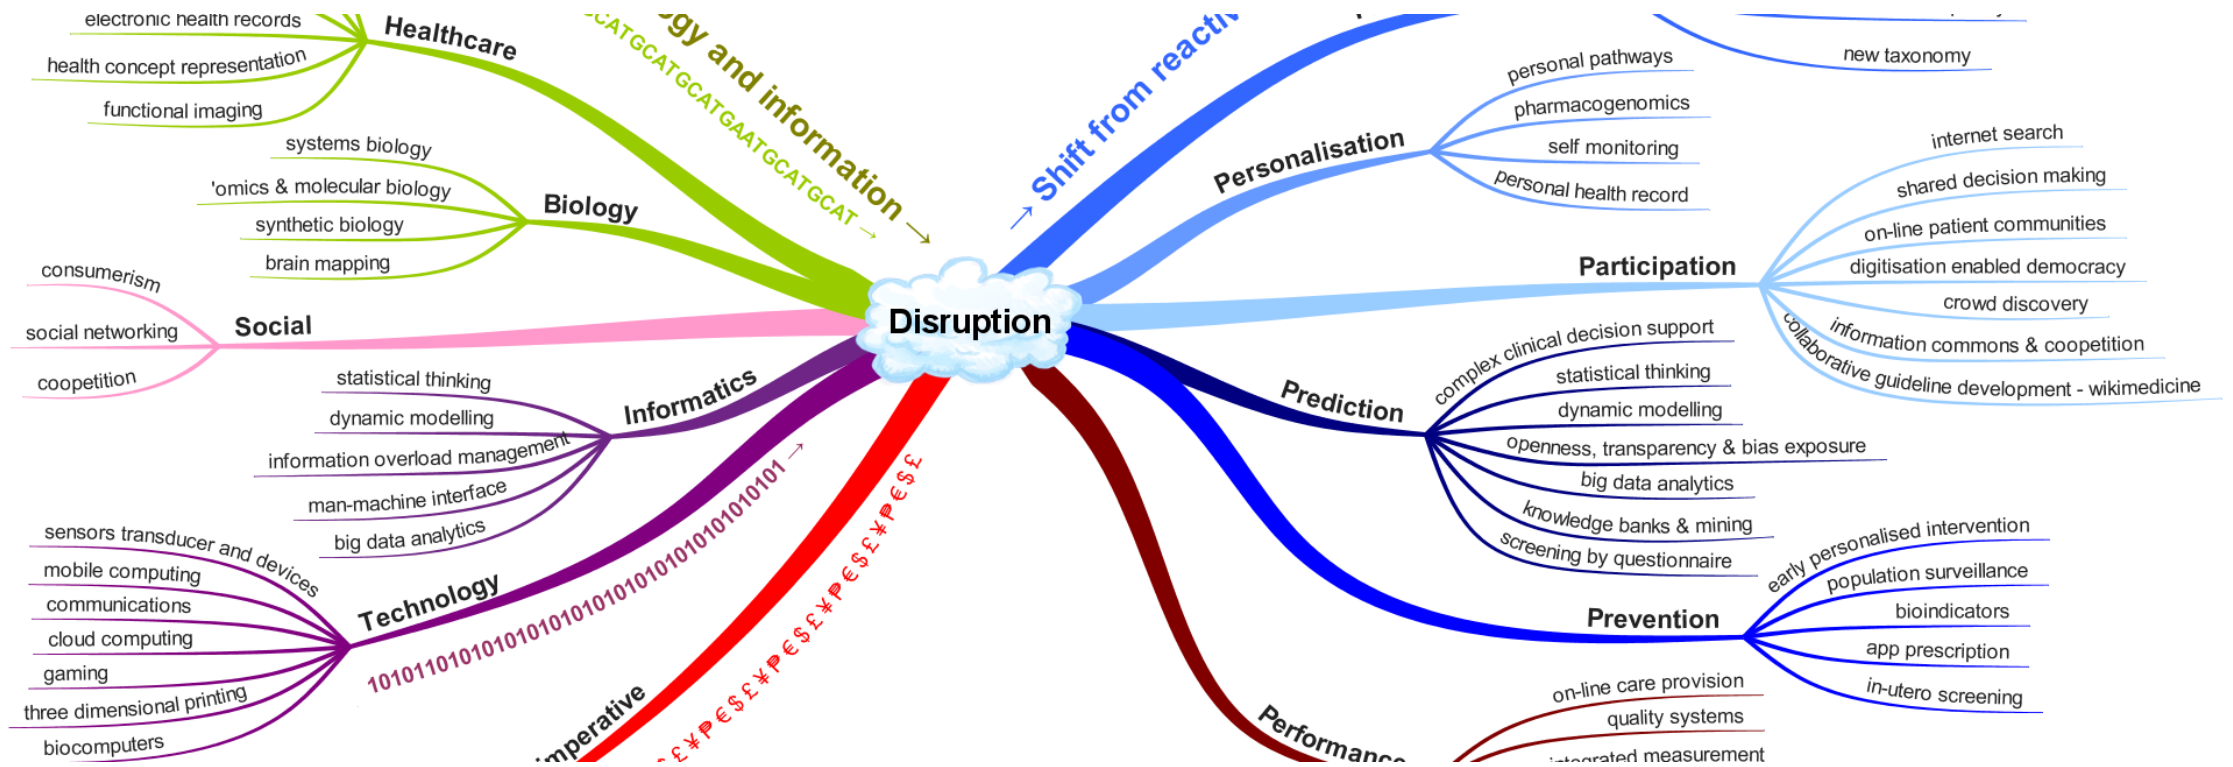 Disruption
Healthcare
electronic health records
health concept representation
functional imaging
Biology
systems biology
'omics & molecular biology
synthetic biology
brain mapping
Social
consumerism
social networking
coopetition
Informatics
statistical thinking
dynamic modelling
information overload management
man-machine interface
big data analytics
Technology
sensors transducer and devices
mobile computing
communications
cloud computing
gaming
three dimensional printing
biocomputers
imperative
and information →
→ Shift from
new taxonomy
Personalisation
personal pathways
pharmacogenomics
self monitoring
personal health record
Participation
internet search
shared decision making
on-line patient communities
digitisation enabled democracy
crowd discovery
information commons & coopetition
collaborative guideline development - wikimedicine
Prediction
complex clinical decision support
statistical thinking
dynamic modelling
openness, transparency & bias exposure
big data analytics
knowledge banks & mining
screening by questionnaire
Prevention
early personalised intervention
population surveillance
bioindicators
app prescription
in-utero screening
Performance
on-line care provision
quality systems
integrated measurement